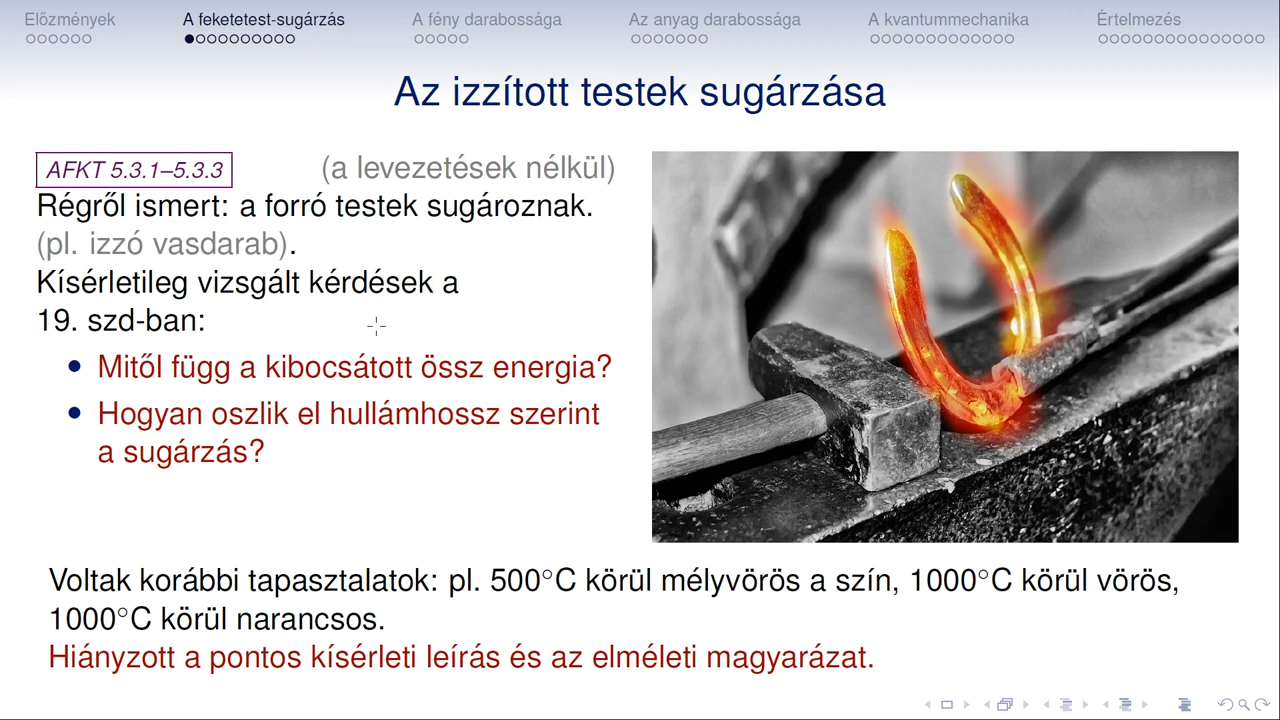 Előzmények
A feketetest-sugárzás
A fény darabossága
Az anyag darabossága
A kvantummechanika
Értelmezés
Az izzított testek sugárzása
AFKT 5.3.1–5.3.3 (a levezetések nélkül)
Régről ismert: a forró testek sugároznak.
(pl. izzó vasdarab).
Kísérletileg vizsgált kérdések a
19. szd-ban:
• Mitől függ a kibocsátott össz energia?
• Hogyan oszlik el hullámhossz szerint
a sugárzás?
Voltak korábbi tapasztalatok: pl. 500°C körül mélyvörös a szín, 1000°C körül vörös,
1000°C körül narancsos.
Hiányzott a pontos kísérleti leírás és az elméleti magyarázat.